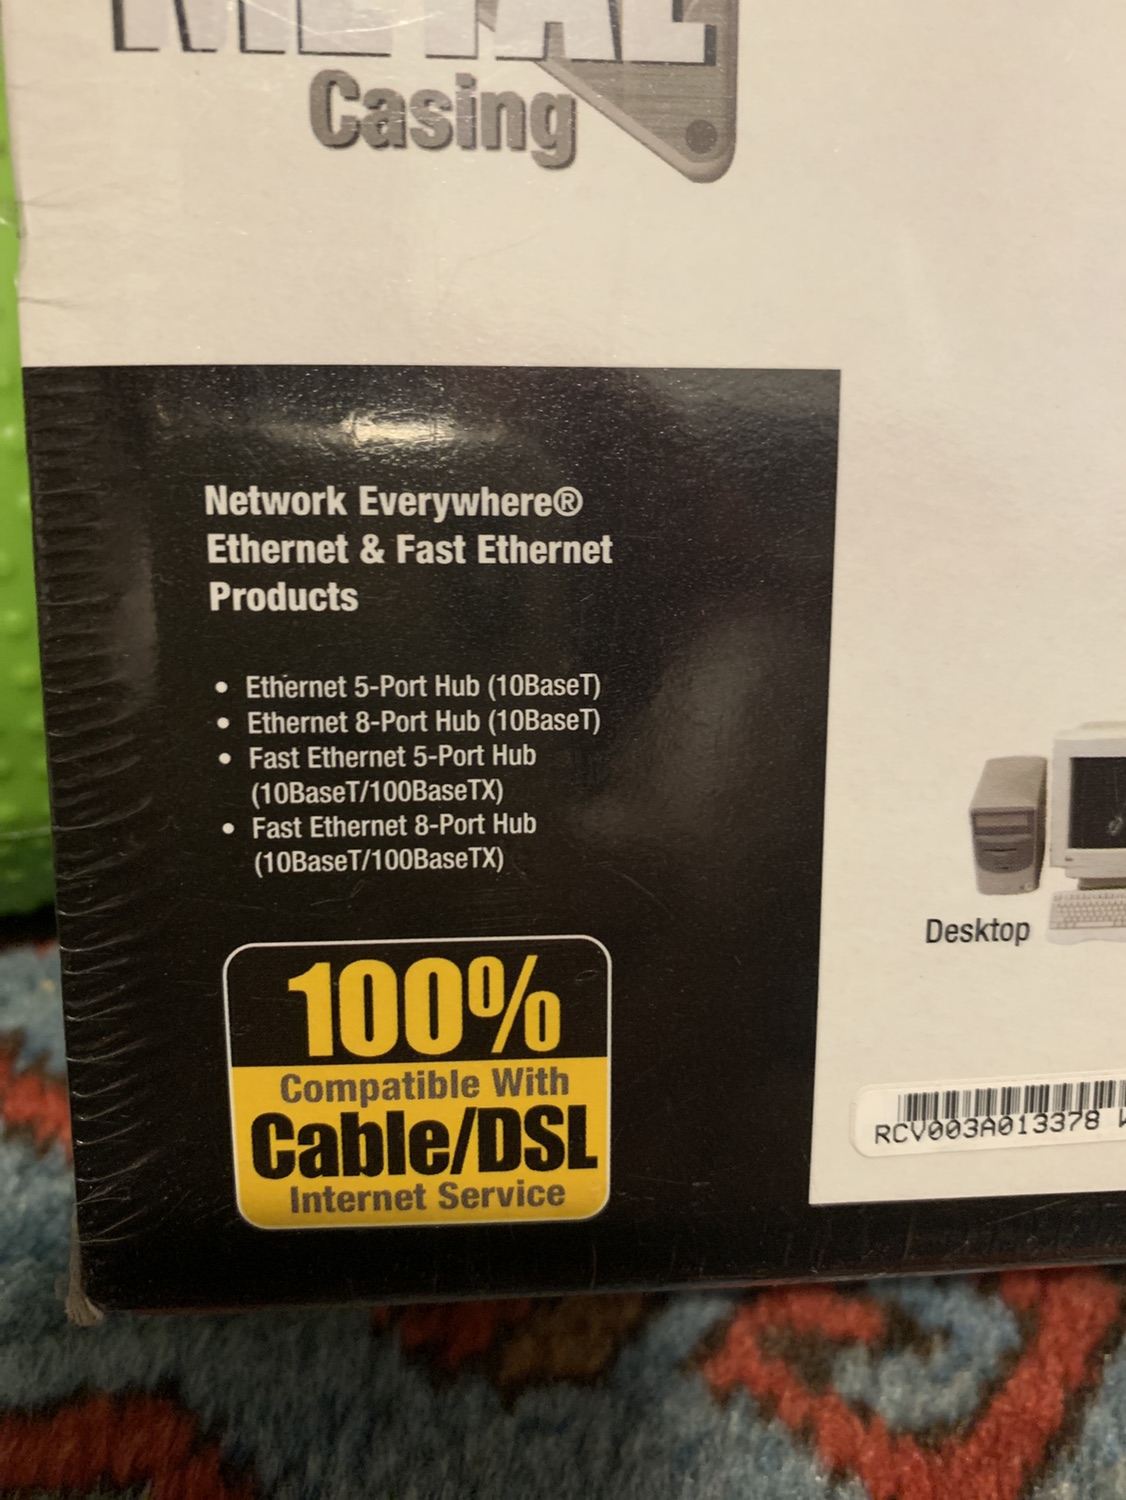 METAL
Casing
Network Everywhere®
Ethernet & Fast Ethernet
Products
• Ethernet 5-Port Hub (10BaseT)
• Ethernet 8-Port Hub (10BaseT)
• Fast Ethernet 5-Port Hub
(10BaseT/100BaseTX)
• Fast Ethernet 8-Port Hub
(10BaseT/100BaseTX)
100%
Compatible With
Cable/DSL
Internet Service
Desktop
RCV003A013378